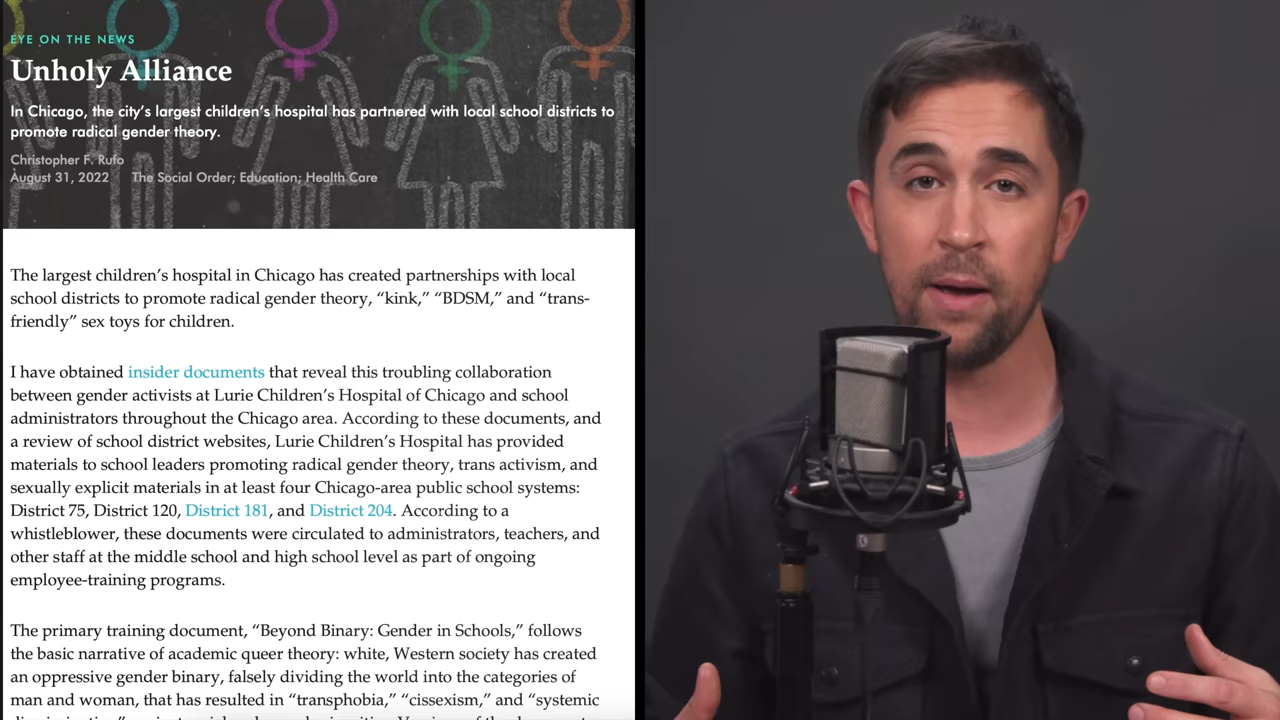 EYE ON THE NEWS
Unholy Alliance
In Chicago, the city’s largest children’s hospital has partnered with local school districts to
promote radical gender theory.
Christopher F. Rufo
August 31, 2022 The Social Order; Education; Health Care
The largest children’s hospital in Chicago has created partnerships with local
school districts to promote radical gender theory, “kink,” “BDSM,” and “trans-
friendly” sex toys for children.
I have obtained insider documents that reveal this troubling collaboration
between gender activists at Lurie Children’s Hospital of Chicago and school
administrators throughout the Chicago area. According to these documents, and
a review of school district websites, Lurie Children’s Hospital has provided
materials to school leaders promoting radical gender theory, trans activism, and
sexually explicit materials in at least four Chicago-area public school systems:
District 75, District 120, District 181, and District 204. According to a
whistleblower, these documents were circulated to administrators, teachers, and
other staff at the middle school and high school level as part of ongoing
employee-training programs.
The primary training document, “Beyond Binary: Gender in Schools,” follows
the basic narrative of academic queer theory: white, Western society has created
an oppressive gender binary, falsely dividing the world into the categories of
man and woman, that has resulted in “transphobia,” “cissexism,” and “systemic